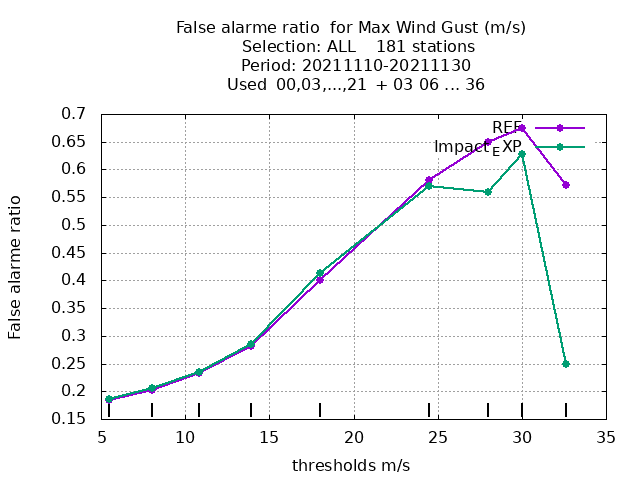 False alarme ratio  for Max Wind Gust (m/s)
Selection: ALL    181 stations
Period: 20211110-20211130
Used  00,03,...,21  + 03 06 ... 36
REF
Impact_EXP
0.7
0.65
0.6
0.55
0.5
0.45
0.4
0.35
0.3
0.25
0.2
0.15
False alarme ratio
5 10 15 20 25 30 35
thresholds m/s